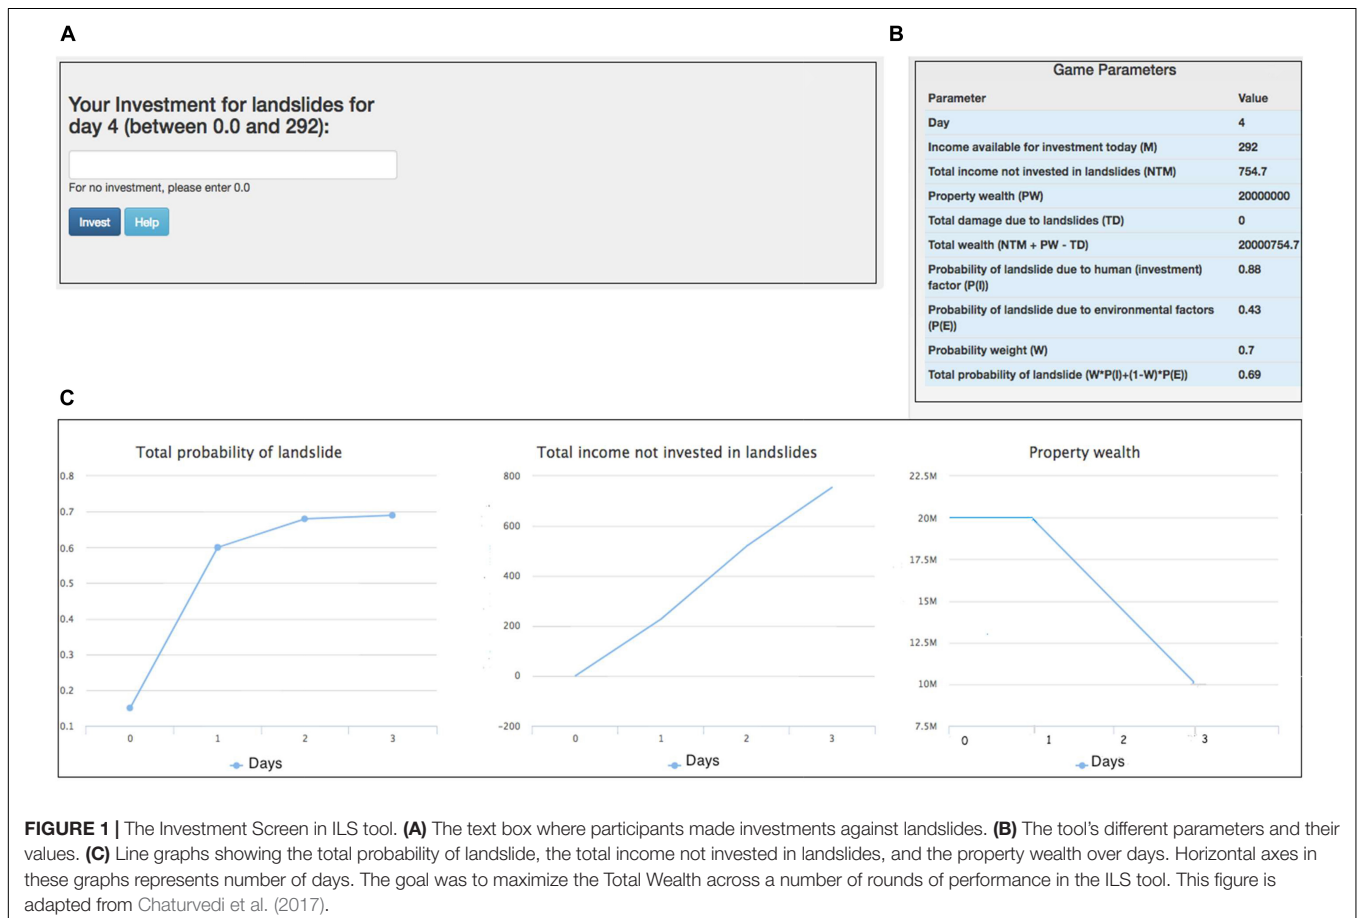 A
Your Investment for landslides for
day 4 (between 0.0 and 292):
For no investment, please enter 0.0
Invest Help
B
Game Parameters
Parameter Value
Day 4
Income available for investment today (M) 292
Total income not invested in landslides (NTM) 754.7
Property wealth (PW) 20000000
Total damage due to landslides (TD) 0
Total wealth (NTM + PW - TD) 20000754.7
Probability of landslide due to human (investment)
factor (P(I)) 0.88
Probability of landslide due to environmental factors
(P(E)) 0.43
Probability weight (W) 0.7
Total probability of landslide (W*P(I)+(1-W)*P(E)) 0.69
C
Total probability of landslide
0.8
0.7
0.6
0.5
0.4
0.3
0.2
0.1
0 1 2 3
Days
Total income not invested in landslides
800
600
400
200
0
-200
0 1 2 3
Days
Property wealth
22.5M
20M
17.5M
15M
12.5M
10M
7.5M
0 1 2 3
Days
FIGURE 1 | The Investment Screen in ILS tool. (A) The text box where participants made investments against landslides. (B) The tool's different parameters and their
values. (C) Line graphs showing the total probability of landslide, the total income not invested in landslides, and the property wealth over days. Horizontal axes in
these graphs represents number of days. The goal was to maximize the Total Wealth across a number of rounds of performance in the ILS tool. This figure is
adapted from Chaturvedi et al. (2017).